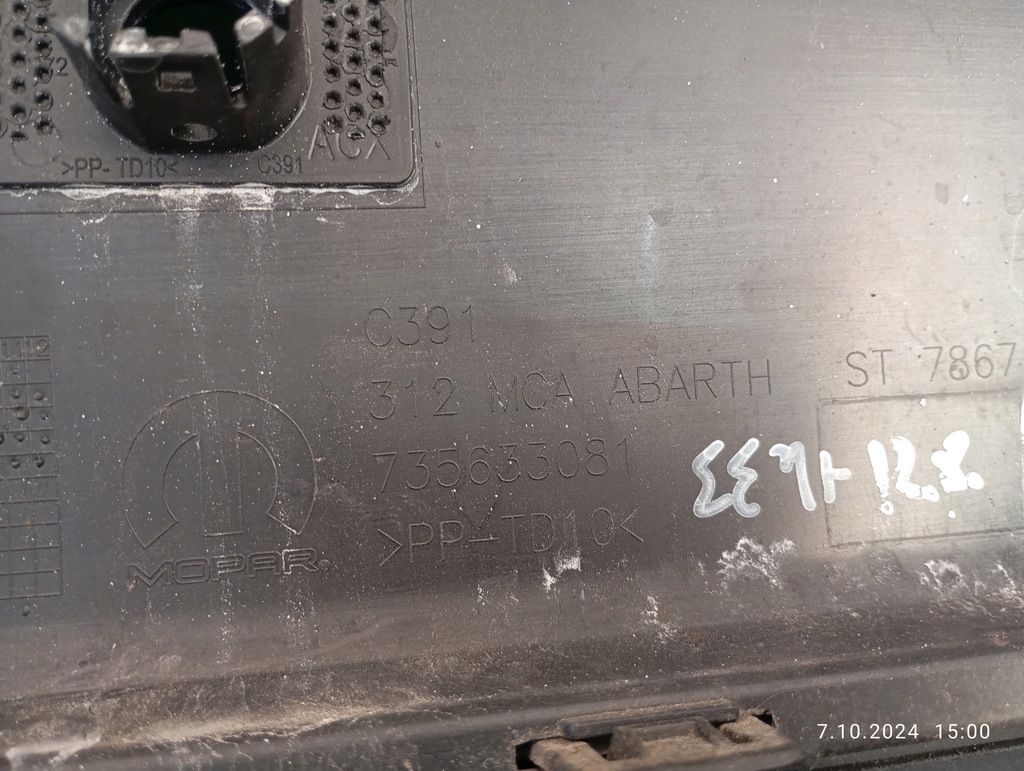 >PP- TD10<
C391
ACX
C391
312 MCA ABARTH
ST 7867
735633081
>PP-TD10<
MOPAR®
7.10.2024 15:00